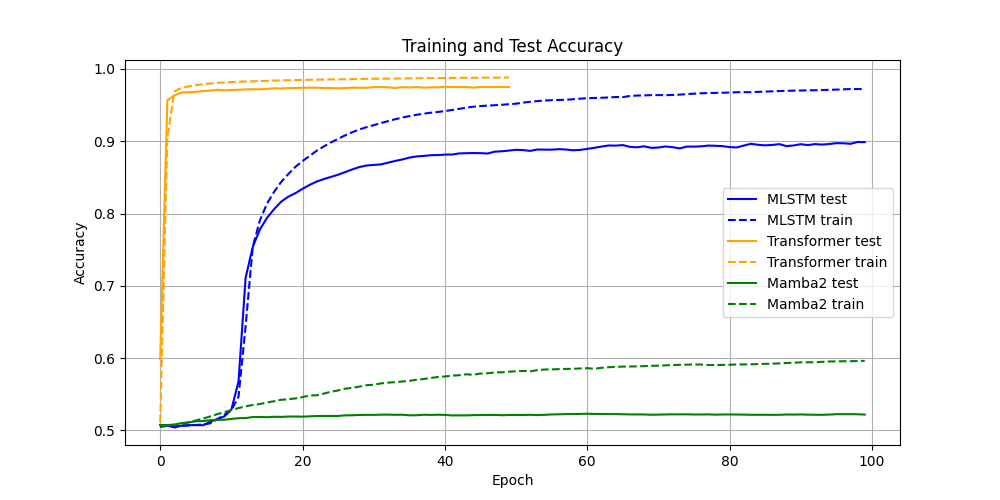 Training and Test Accuracy
1.0
0.9
0.8
0.7
0.6
0.5
Accuracy
MLSTM test
MLSTM train
Transformer test
Transformer train
Mamba2 test
Mamba2 train
0 20 40 60 80 100
Epoch